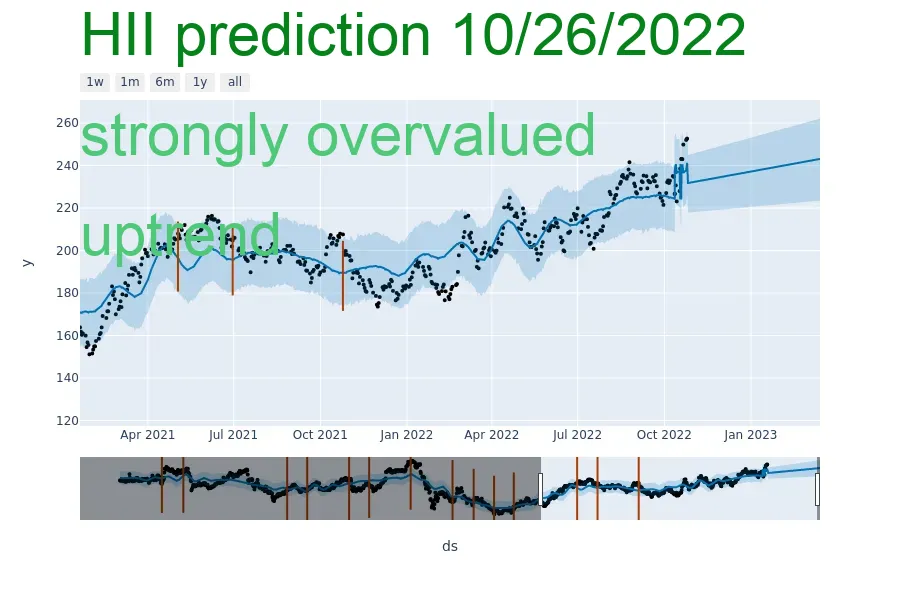 HII prediction 10/26/2022
1w 1m 6m 1y all
strongly overvalued
uptrend
260
240
220
200
180
160
140
120
y
Apr 2021 Jul 2021 Oct 2021 Jan 2022 Apr 2022 Jul 2022 Oct 2022 Jan 2023
ds